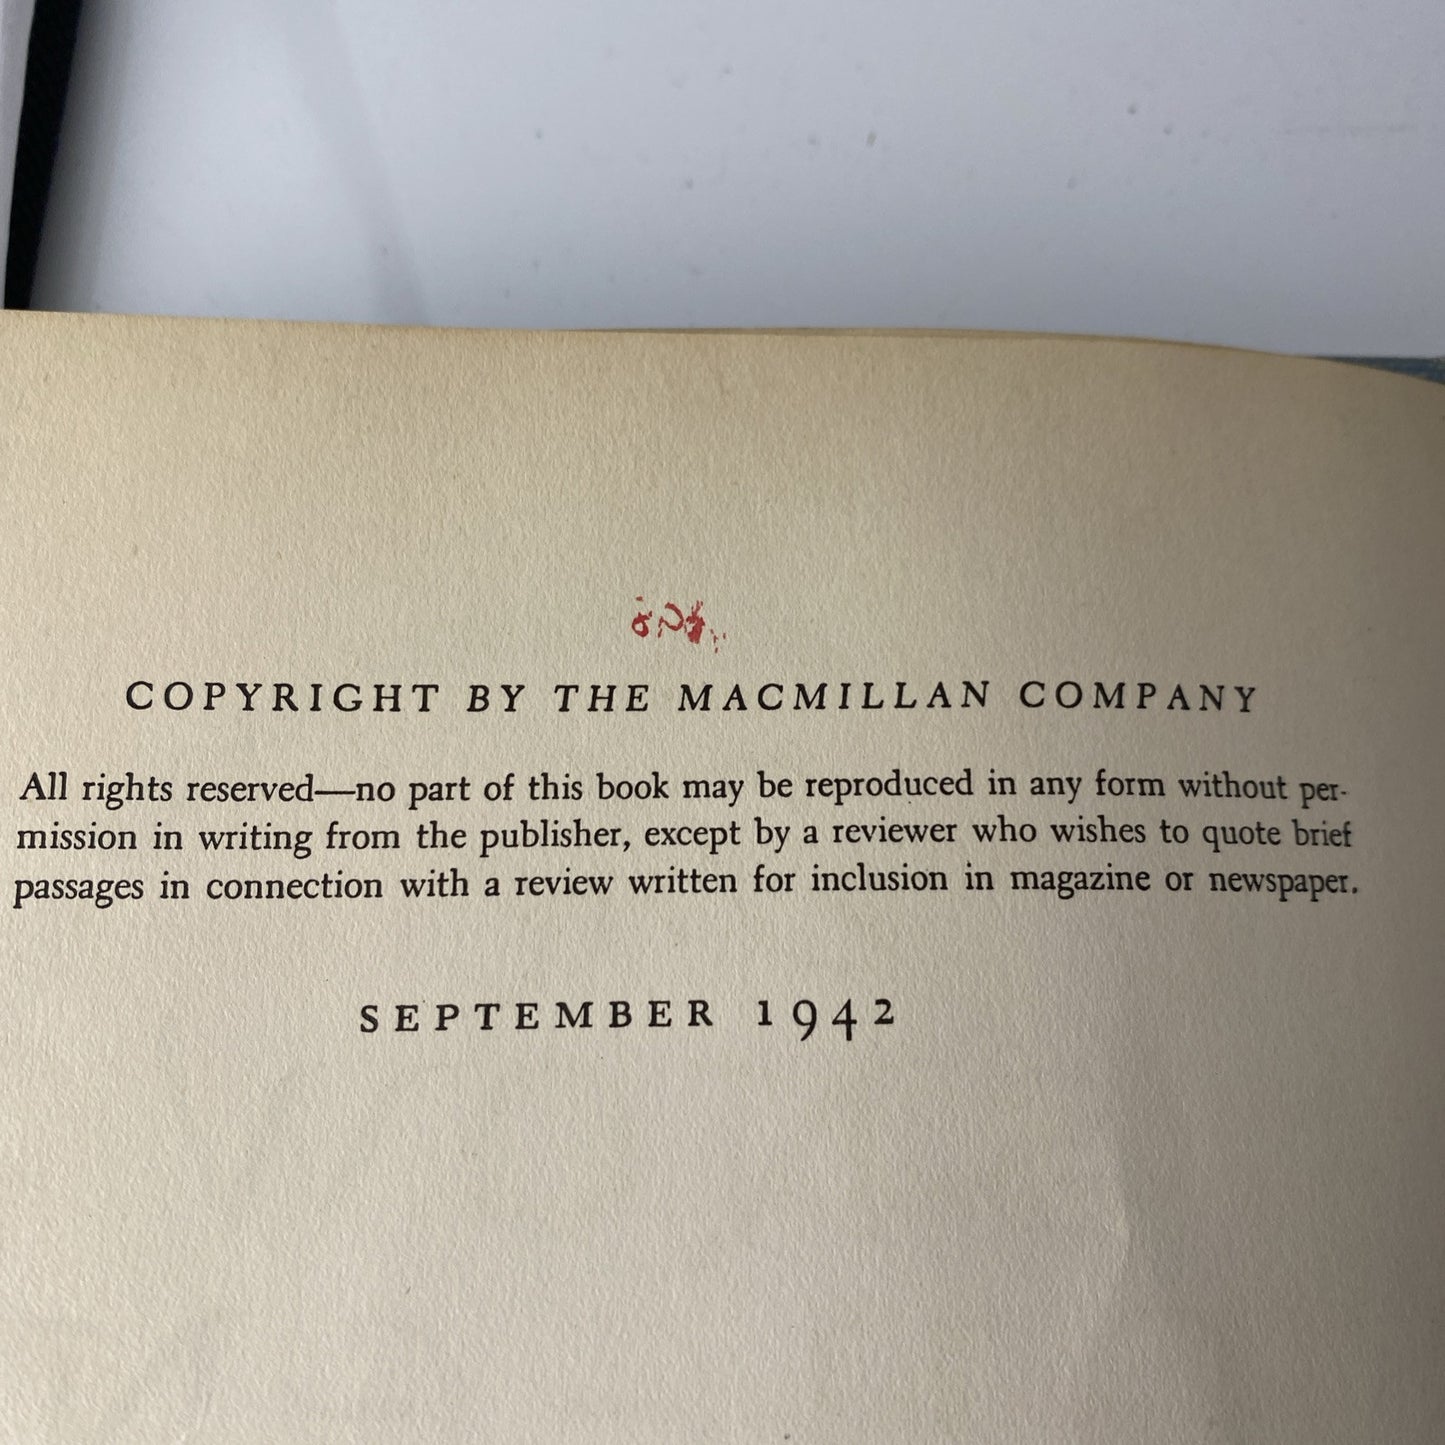 COPYRIGHT BY THE MACMILLAN COMPANY
All rights reserved—no part of this book may be reproduced in any form without per-
mission in writing from the publisher, except by a reviewer who wishes to quote brief
passages in connection with a review written for inclusion in magazine or newspaper.
SEPTEMBER 1942